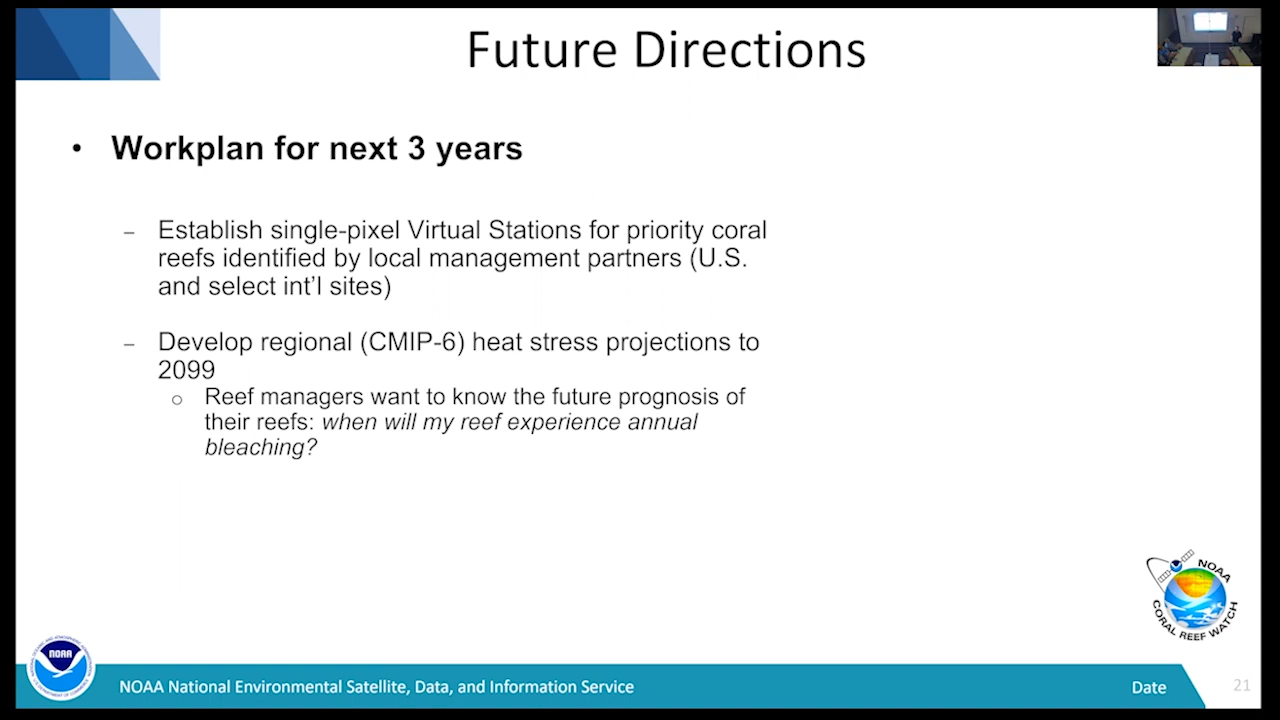 Future Directions
• Workplan for next 3 years
– Establish single-pixel Virtual Stations for priority coral
reefs identified by local management partners (U.S.
and select int'l sites)
– Develop regional (CMIP-6) heat stress projections to
2099
o Reef managers want to know the future prognosis of
their reefs: when will my reef experience annual
bleaching?
NOAA
CORAL REEF WATCH
NOAA
NOAA National Environmental Satellite, Data, and Information Service
Date
21